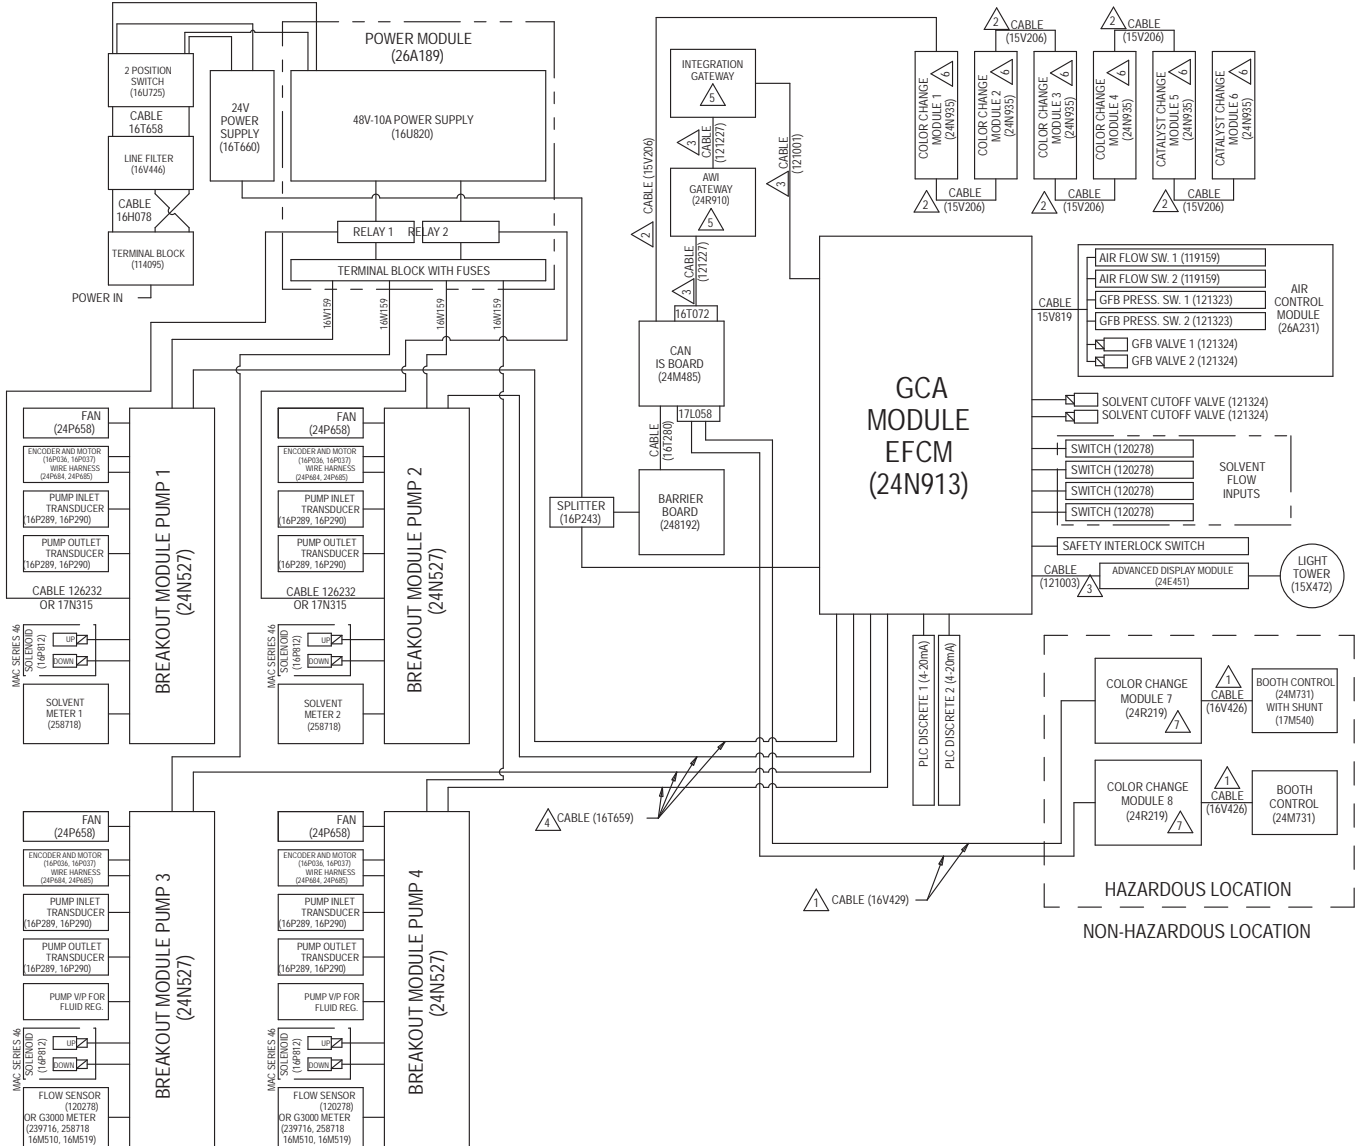 POWER MODULE
(26A189)
2 POSITION
SWITCH
(16U725)
CABLE
16T658
LINE FILTER
(16V446)
CABLE
16H078
TERMINAL BLOCK
(114095)
POWER IN
24V
POWER
SUPPLY
(16T660)
48V-10A POWER SUPPLY
(16U820)
RELAY 1
RELAY 2
TERMINAL BLOCK WITH FUSES
16W159
16W159
16W159
16W159
INTEGRATION
GATEWAY
5
3
CABLE
(121227)
AWI
GATEWAY
(24R910)
5
3
CABLE
(121227)
16T072
2
CABLE (15V206)
3
CABLE
(121001)
CAN
IS BOARD
(24M485)
17L058
CABLE
(16T280)
BARRIER
BOARD
(248192)
SPLITTER
(16P243)
2
CABLE
(15V206)
2
CABLE
(15V206)
COLOR CHANGE
MODULE 1
(24N935)
6
COLOR CHANGE
MODULE 2
(24N935)
6
COLOR CHANGE
MODULE 3
(24N935)
6
COLOR CHANGE
MODULE 4
(24N935)
6
CATALYST CHANGE
MODULE 5
(24N935)
6
CATALYST CHANGE
MODULE 6
(24N935)
2
CABLE
(15V206)
2
CABLE
(15V206)
2
CABLE
(15V206)
GCA
MODULE
EFCM
(24N913)
CABLE
15V819
AIR FLOW SW. 1 (119159)
AIR FLOW SW. 2 (119159)
GFB PRESS. SW. 1 (121323)
GFB PRESS. SW. 2 (121323)
GFB VALVE 1 (121324)
GFB VALVE 2 (121324)
AIR
CONTROL
MODULE
(26A231)
SOLVENT CUTOFF VALVE (121324)
SOLVENT CUTOFF VALVE (121324)
SWITCH (120278)
SWITCH (120278)
SWITCH (120278)
SWITCH (120278)
SOLVENT
FLOW
INPUTS
SAFETY INTERLOCK SWITCH
CABLE
(121003)
3
ADVANCED DISPLAY MODULE
(24E451)
LIGHT
TOWER
(15X472)
PLC DISCRETE 1 (4-20mA)
PLC DISCRETE 2 (4-20mA)
COLOR CHANGE
MODULE 7
(24R219)
7
1
CABLE
(16V426)
BOOTH CONTROL
(24M731)
WITH SHUNT
(17M540)
COLOR CHANGE
MODULE 8
(24R219)
7
1
CABLE
(16V426)
BOOTH
CONTROL
(24M731)
HAZARDOUS LOCATION
NON-HAZARDOUS LOCATION
4
CABLE (16T659)
1
CABLE (16V429)
FAN
(24P658)
ENCODER AND MOTOR
(16P036, 16P037)
WIRE HARNESS
(24P684, 24P685)
PUMP INLET
TRANSDUCER
(16P289, 16P290)
PUMP OUTLET
TRANSDUCER
(16P289, 16P290)
CABLE 126232
OR 17N315
MAC SERIES 46
SOLENOID
(16P812)
UP
DOWN
SOLVENT
METER 1
(258718)
BREAKOUT MODULE PUMP 1
(24N527)
FAN
(24P658)
ENCODER AND MOTOR
(16P036, 16P037)
WIRE HARNESS
(24P684, 24P685)
PUMP INLET
TRANSDUCER
(16P289, 16P290)
PUMP OUTLET
TRANSDUCER
(16P289, 16P290)
CABLE 126232
OR 17N315
MAC SERIES 46
SOLENOID
(16P812)
UP
DOWN
SOLVENT
METER 2
(258718)
BREAKOUT MODULE PUMP 2
(24N527)
FAN
(24P658)
ENCODER AND MOTOR
(16P036, 16P037)
WIRE HARNESS
(24P684, 24P685)
PUMP INLET
TRANSDUCER
(16P289, 16P290)
PUMP OUTLET
TRANSDUCER
(16P289, 16P290)
PUMP V/P FOR
FLUID REG.
MAC SERIES 46
SOLENOID
(16P812)
UP
DOWN
FLOW SENSOR
(120278)
OR G3000 METER
(239716, 258718
16M510, 16M519)
BREAKOUT MODULE PUMP 3
(24N527)
FAN
(24P658)
ENCODER AND MOTOR
(16P036, 16P037)
WIRE HARNESS
(24P684, 24P685)
PUMP INLET
TRANSDUCER
(16P289, 16P290)
PUMP OUTLET
TRANSDUCER
(16P289, 16P290)
PUMP V/P FOR
FLUID REG.
MAC SERIES 46
SOLENOID
(16P812)
UP
DOWN
FLOW SENSOR
(120278)
OR G3000 METER
(239716, 258718
16M510, 16M519)
BREAKOUT MODULE PUMP 4
(24N527)